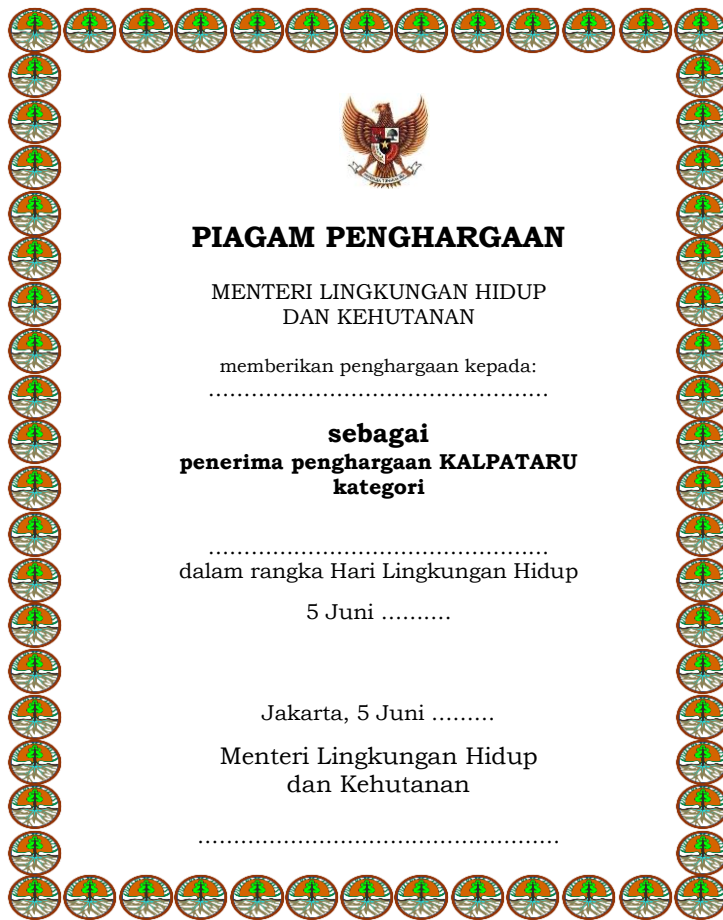 PIAGAM PENGHARGAAN
MENTERI LINGKUNGAN HIDUP
DAN KEHUTANAN
memberikan penghargaan kepada:
................................................
sebagai
penerima penghargaan KALPATARU
kategori
................................................
dalam rangka Hari Lingkungan Hidup
5 Juni ..........
Jakarta, 5 Juni .........
Menteri Lingkungan Hidup
dan Kehutanan
...................................................